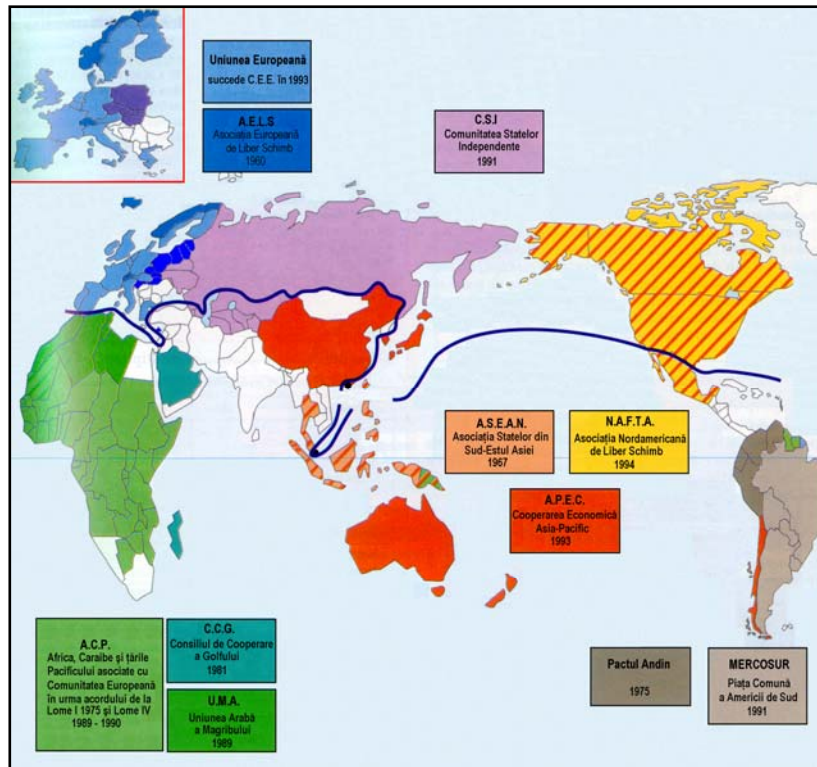 Uniunea Europeană
succede C.E.E. în 1993
A.E.L.S
Asociația Europeană
de Liber Schimb
1960
C.S.I
Comunitatea Statelor
Independente
1991
A.S.E.A.N.
Asociația Statelor din
Sud-Estul Asiei
1967
N.A.F.T.A.
Asociația Nordamericană
de Liber Schimb
1994
A.P.E.C.
Cooperarea Economică
Asia-Pacific
1993
A.C.P.
Africa, Caraibe și țările
Pacificului asociate cu
Comunitatea Europeană
în urma acordului de la
Lome I 1975 și Lome IV
1989 - 1990
C.C.G.
Consiliul de Cooperare
a Golfului
1981
U.M.A.
Uniunea Arabă
a Magribului
1989
Pactul Andin
1975
MERCOSUR
Piața Comună
a Americii de Sud
1991